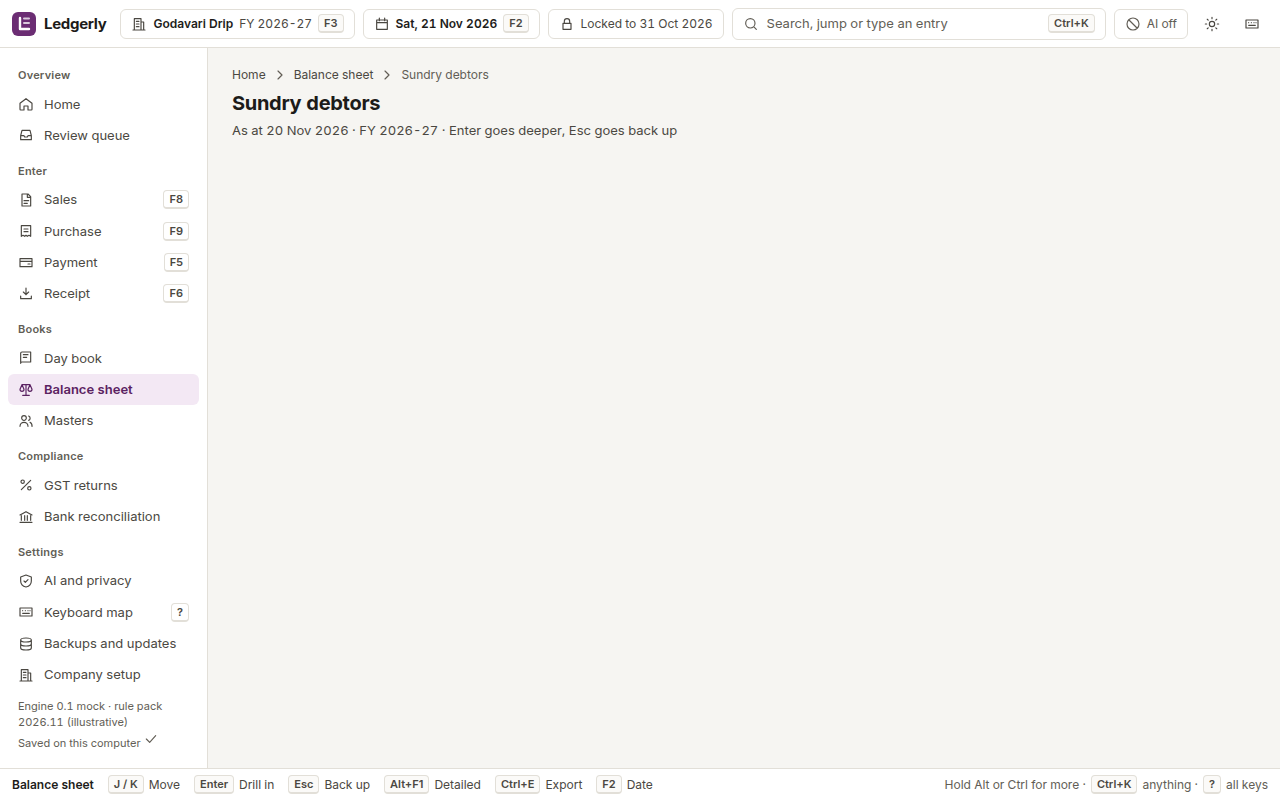 Ledgerly
Godavari Drip FY 2026-27 F3
Sat, 21 Nov 2026 F2
Locked to 31 Oct 2026
Search, jump or type an entry Ctrl+K
AI off
Overview
Home
Review queue
Enter
Sales F8
Purchase F9
Payment F5
Receipt F6
Books
Day book
Balance sheet
Masters
Compliance
GST returns
Bank reconciliation
Settings
AI and privacy
Keyboard map ?
Backups and updates
Company setup
Engine 0.1 mock · rule pack
2026.11 (illustrative)
Saved on this computer
Home > Balance sheet > Sundry debtors
Sundry debtors
As at 20 Nov 2026 · FY 2026-27 · Enter goes deeper, Esc goes back up
Balance sheet J / K Move Enter Drill in Esc Back up Alt+F1 Detailed Ctrl+E Export F2 Date
Hold Alt or Ctrl for more · Ctrl+K anything · ? all keys